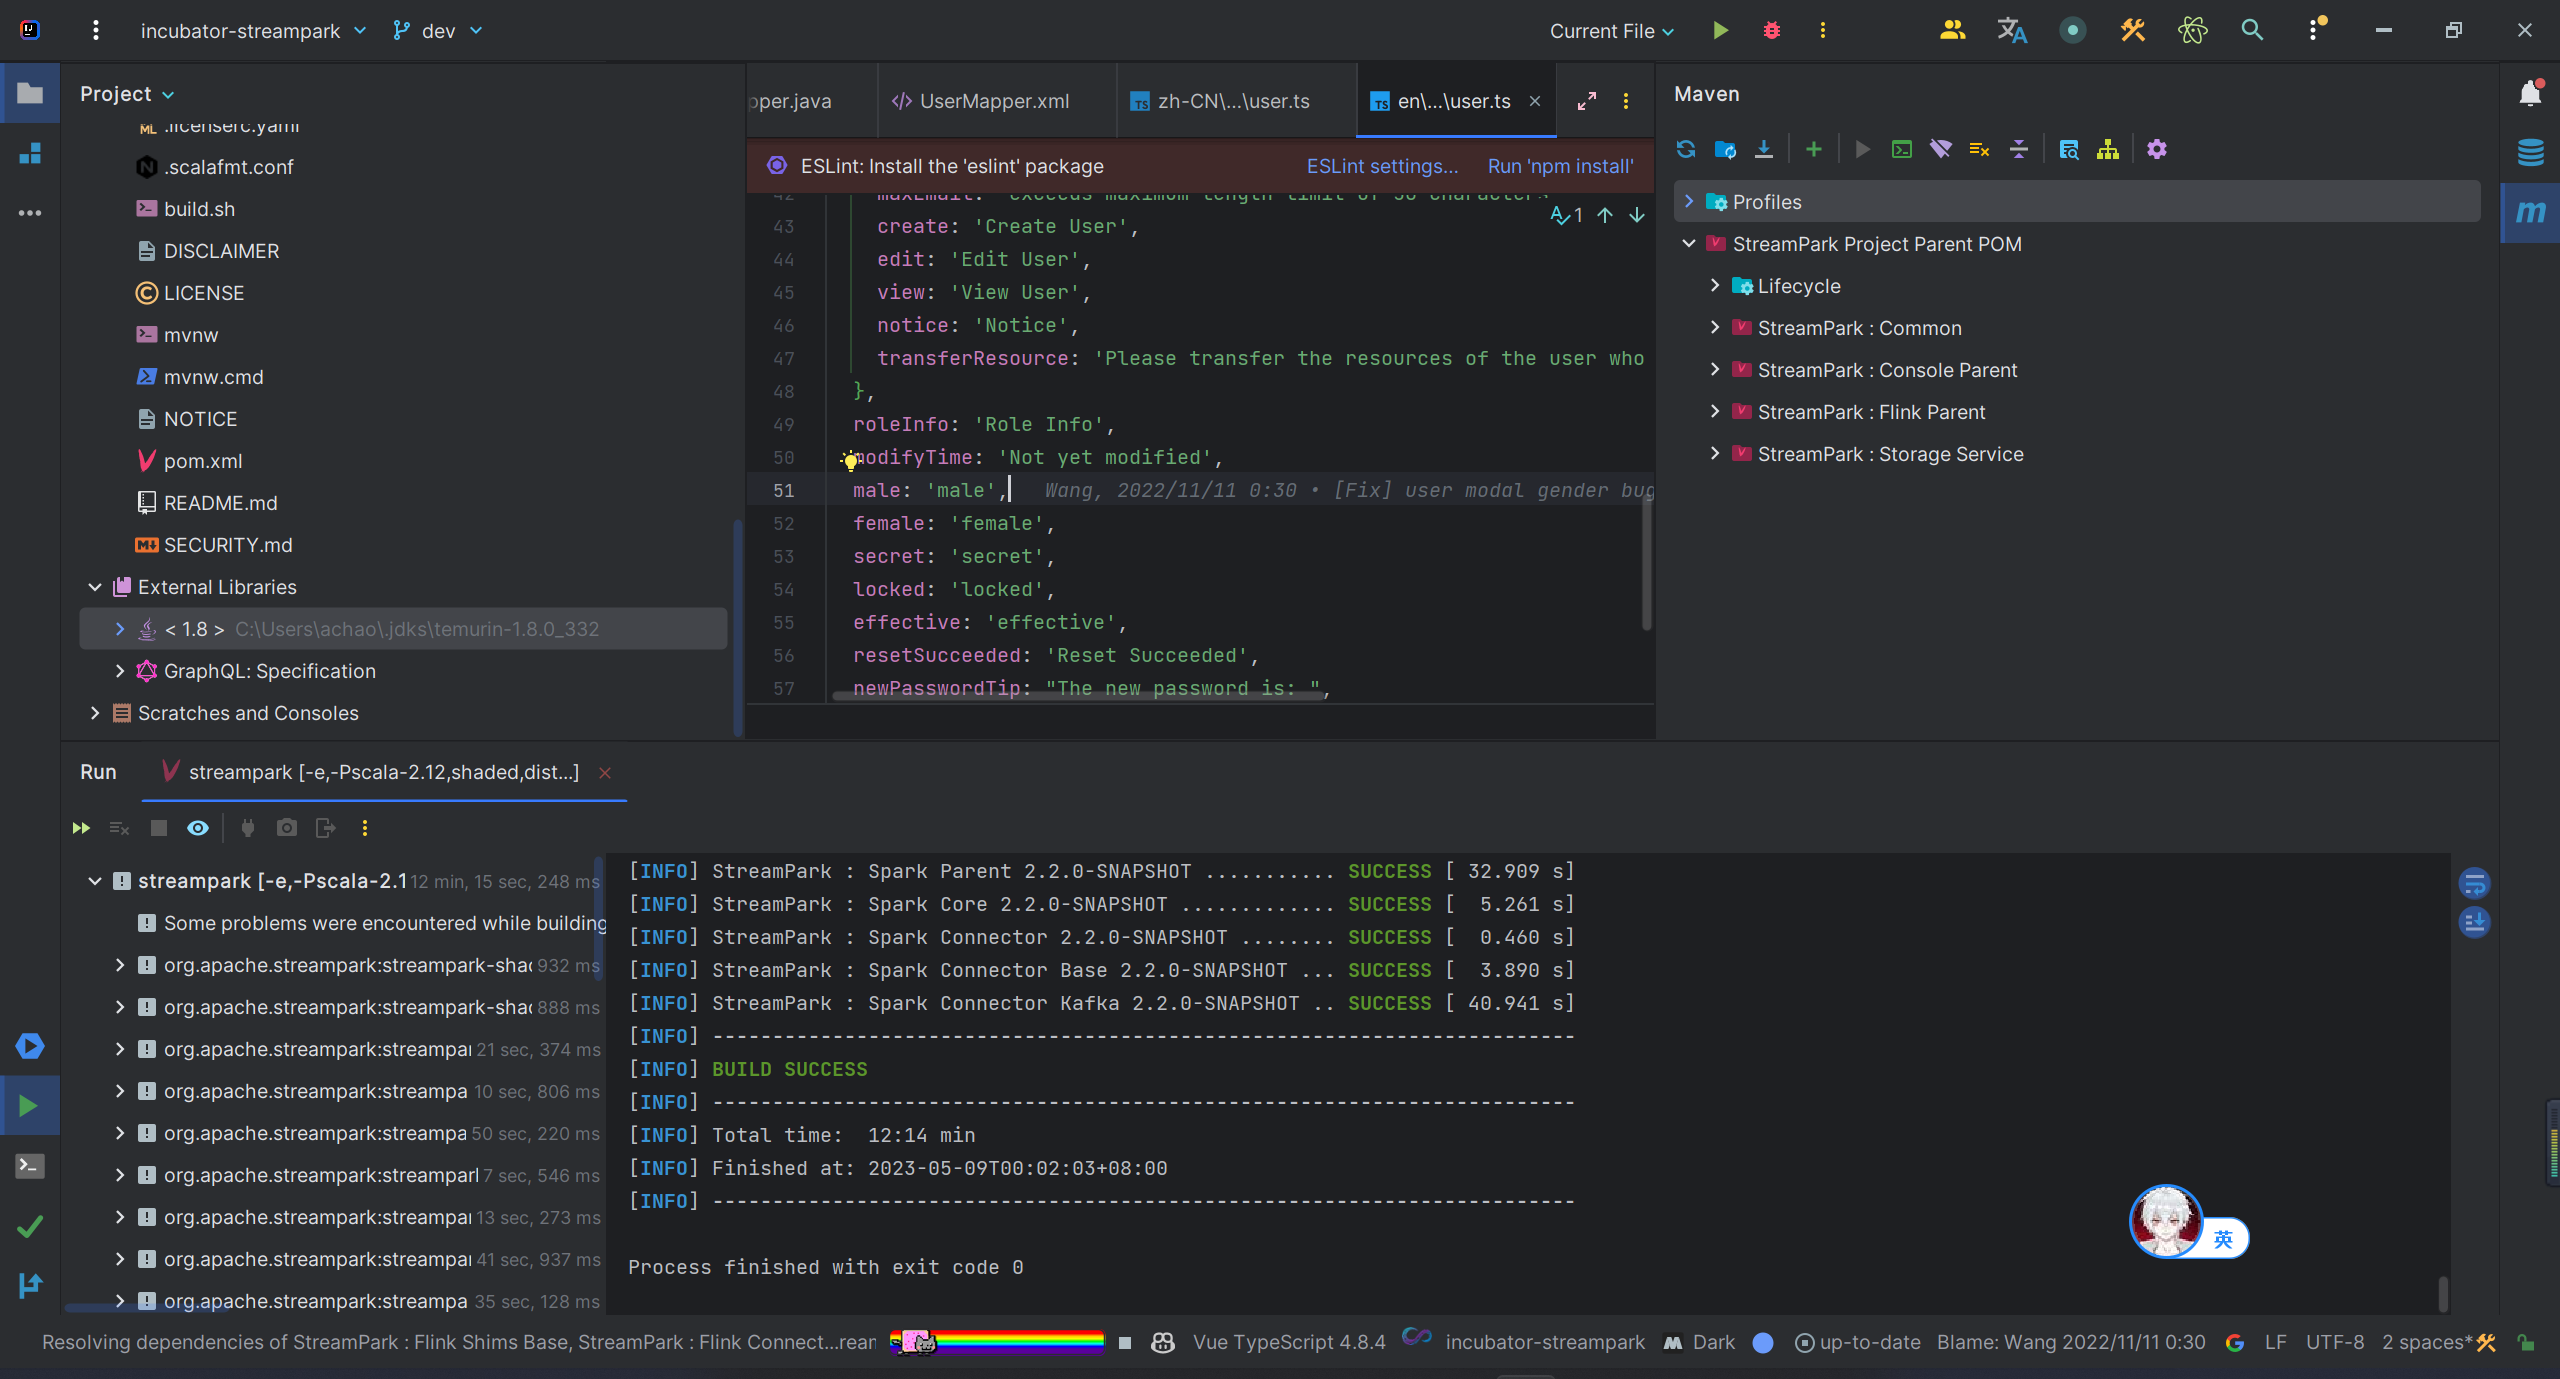 incubator-streampark
dev
Current File
Project
.licenserc.yaml
.scalafmt.conf
build.sh
DISCLAIMER
LICENSE
mvnw
mvnw.cmd
NOTICE
pom.xml
README.md
SECURITY.md
External Libraries
< 1.8 > C:\Users\achao\.jdks\temurin-1.8.0_332
GraphQL: Specification
Scratches and Consoles
pper.java
UserMapper.xml
zh-CN\...\user.ts
en\...\user.ts
ESLint: Install the 'eslint' package
ESLint settings...
Run 'npm install'
1
42 maxEmail: 'exceeds maximum length limit of 50 characters
43 create: 'Create User',
44 edit: 'Edit User',
45 view: 'View User',
46 notice: 'Notice',
47 transferResource: 'Please transfer the resources of the user who
48 },
49 roleInfo: 'Role Info',
50 modifyTime: 'Not yet modified',
51 male: 'male', Wang, 2022/11/11 0:30 • [Fix] user modal gender bug
52 female: 'female',
53 secret: 'secret',
54 locked: 'locked',
55 effective: 'effective',
56 resetSucceeded: 'Reset Succeeded',
57 newPasswordTip: "The new password is: ",
Maven
Profiles
StreamPark Project Parent POM
Lifecycle
StreamPark : Common
StreamPark : Console Parent
StreamPark : Flink Parent
StreamPark : Storage Service
m
Run
streampark [-e,-Pscala-2.12,shaded,dist...]
streampark [-e,-Pscala-2.1 12 min, 15 sec, 248 ms
Some problems were encountered while building
org.apache.streampark:streampark-sha 932 ms
org.apache.streampark:streampark-sha 888 ms
org.apache.streampark:streampa 21 sec, 374 ms
org.apache.streampark:streampa 10 sec, 806 ms
org.apache.streampark:streampa 50 sec, 220 ms
org.apache.streampark:streampar 7 sec, 546 ms
org.apache.streampark:streampa 13 sec, 273 ms
org.apache.streampark:streampa 41 sec, 937 ms
org.apache.streampark:streampa 35 sec, 128 ms
[INFO] StreamPark : Spark Parent 2.2.0-SNAPSHOT ........... SUCCESS [ 32.909 s]
[INFO] StreamPark : Spark Core 2.2.0-SNAPSHOT ............. SUCCESS [  5.261 s]
[INFO] StreamPark : Spark Connector 2.2.0-SNAPSHOT ........ SUCCESS [  0.460 s]
[INFO] StreamPark : Spark Connector Base 2.2.0-SNAPSHOT ... SUCCESS [  3.890 s]
[INFO] StreamPark : Spark Connector Kafka 2.2.0-SNAPSHOT .. SUCCESS [ 40.941 s]
[INFO] ------------------------------------------------------------------------
[INFO] BUILD SUCCESS
[INFO] ------------------------------------------------------------------------
[INFO] Total time:  12:14 min
[INFO] Finished at: 2023-05-09T00:02:03+08:00
[INFO] ------------------------------------------------------------------------
Process finished with exit code 0
英
Resolving dependencies of StreamPark : Flink Shims Base, StreamPark : Flink Connect...rean
Vue TypeScript 4.8.4
incubator-streampark
Dark
up-to-date
Blame: Wang 2022/11/11 0:30
LF
UTF-8
2 spaces*